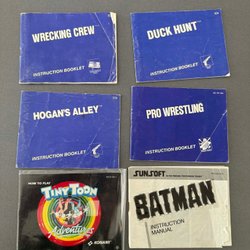 WRECKING CREW
INSTRUCTION BOOKLET
DUCK HUNT
INSTRUCTION BOOKLET
HOGAN'S ALLEY
INSTRUCTION BOOKLET
PRO WRESTLING
INSTRUCTION BOOKLET
HOW TO PLAY
TINY TOON
Adventures
KONAMI
SUNSOFT
BATMAN
INSTRUCTION
MANUAL